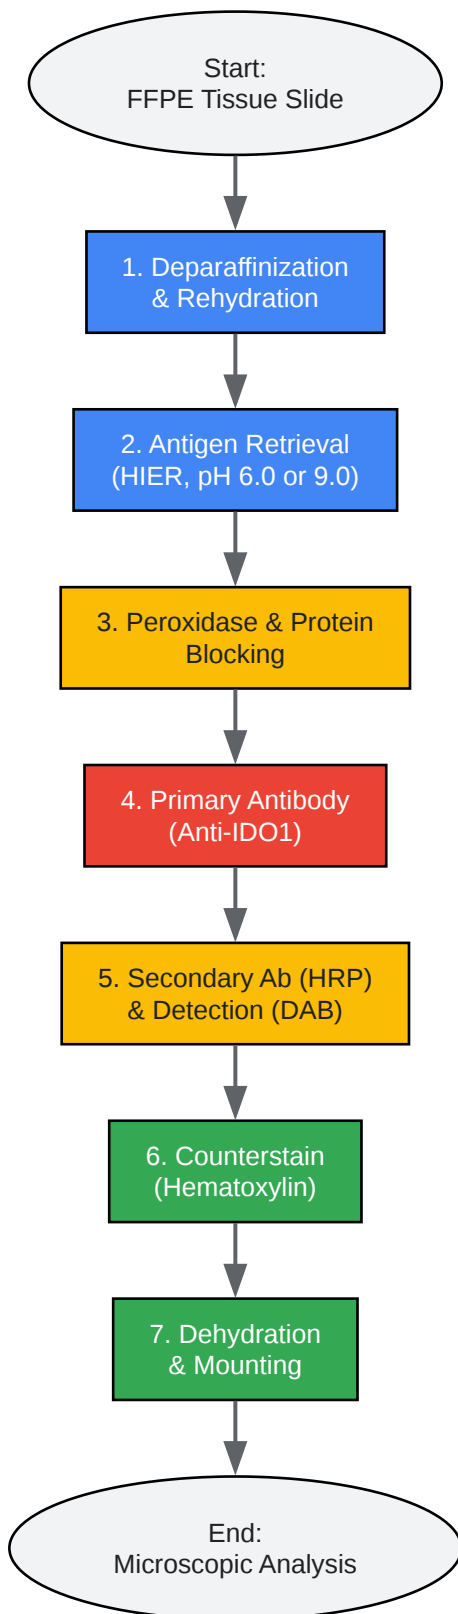 Start:
FFPE Tissue Slide
1. Deparaffinization
& Rehydration
2. Antigen Retrieval
(HIER, pH 6.0 or 9.0)
3. Peroxidase & Protein
Blocking
4. Primary Antibody
(Anti-IDO1)
5. Secondary Ab (HRP)
& Detection (DAB)
6. Counterstain
(Hematoxylin)
7. Dehydration
& Mounting
End:
Microscopic Analysis